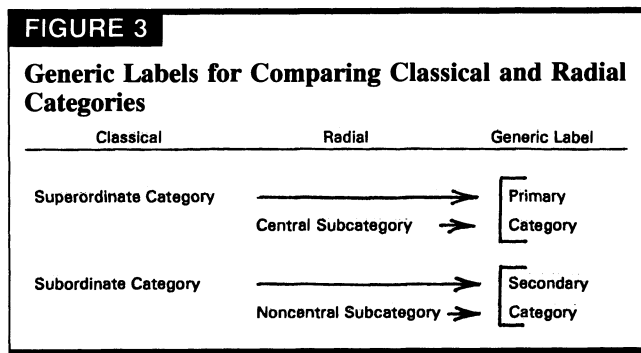 FIGURE 3
Generic Labels for Comparing Classical and Radial
Categories
Classical Radial Generic Label
Superordinate Category Primary
Central Subcategory Category
Subordinate Category Secondary
Noncentral Subcategory Category